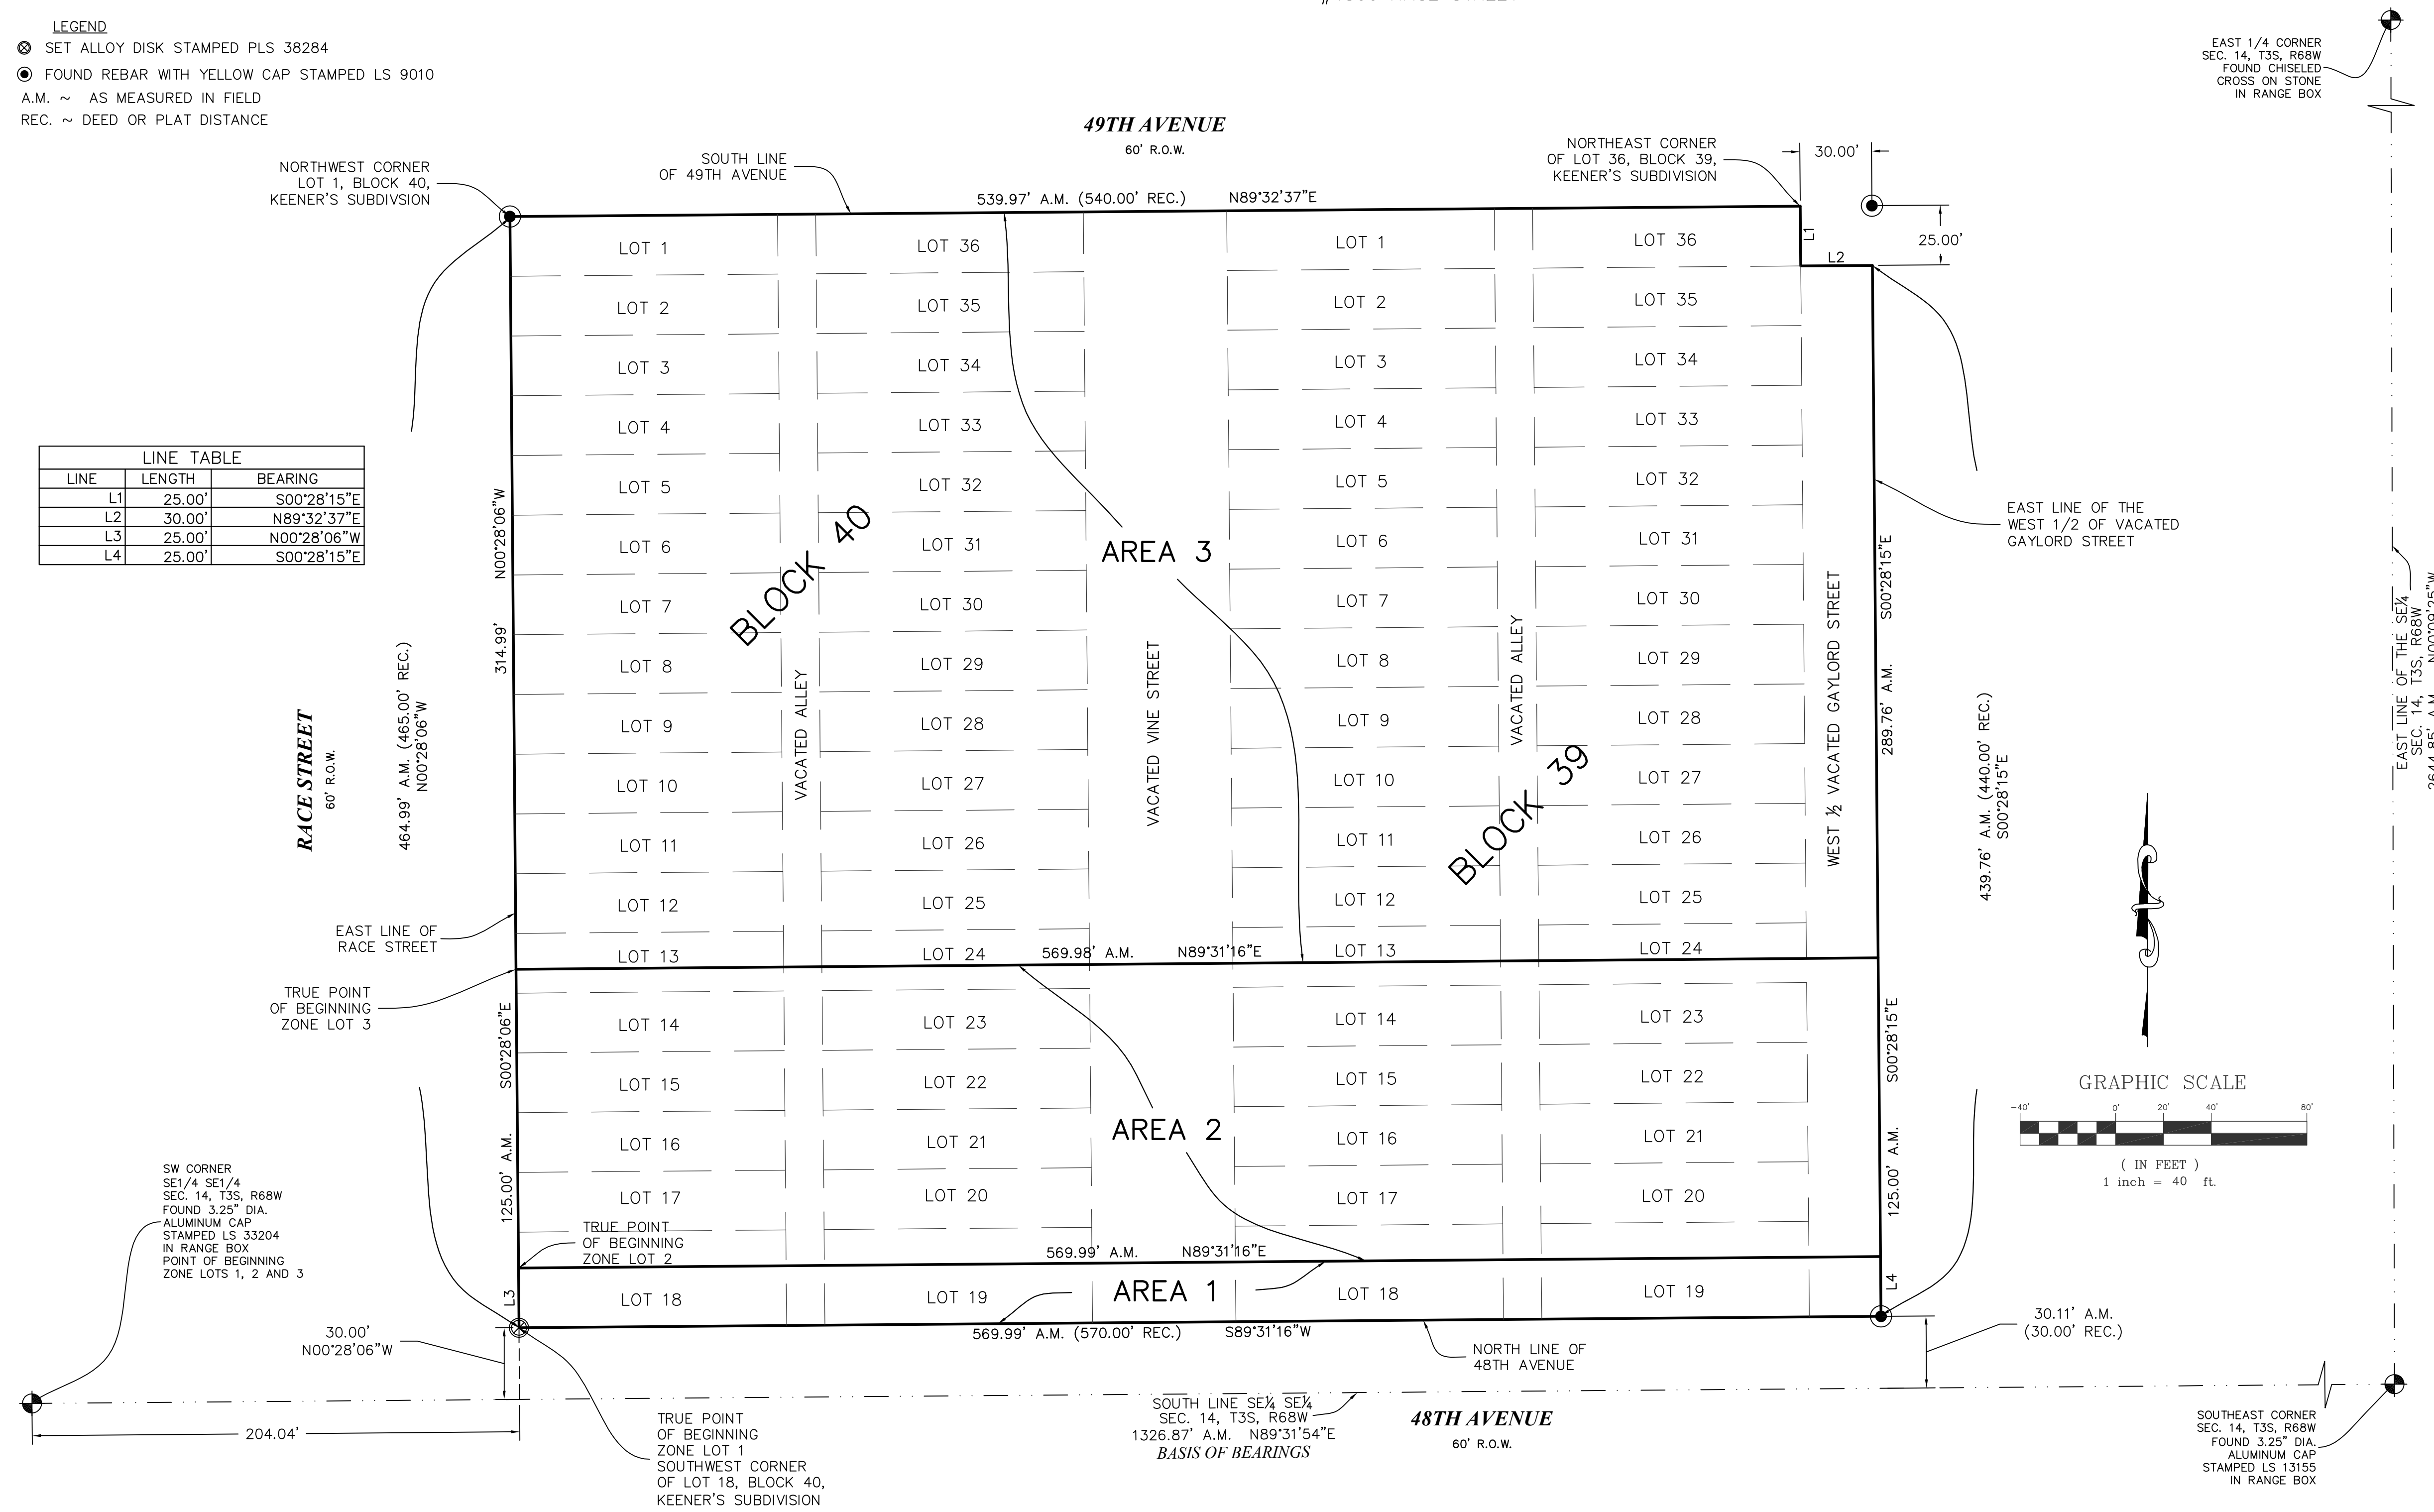 LEGEND
SET ALLOY DISK STAMPED PLS 38284
FOUND REBAR WITH YELLOW CAP STAMPED LS 9010
A.M. ~ AS MEASURED IN FIELD
REC. ~ DEED OR PLAT DISTANCE
EAST 1/4 CORNER
SEC. 14, T3S, R68W
FOUND CHISELED
CROSS ON STONE
IN RANGE BOX
49TH AVENUE
60' R.O.W.
NORTHWEST CORNER
LOT 1, BLOCK 40,
KEENER'S SUBDIVSION
SOUTH LINE
OF 49TH AVENUE
539.97' A.M. (540.00' REC.) N89°32'37"E
NORTHEAST CORNER
OF LOT 36, BLOCK 39,
KEENER'S SUBDIVISION
30.00'
25.00'
L1
L2
LINE TABLE
LINE LENGTH BEARING
L1 25.00' S00°28'15"E
L2 30.00' N89°32'37"E
L3 25.00' N00°28'06"W
L4 25.00' S00°28'15"E
LOT 1 LOT 36 LOT 1 LOT 36
LOT 2 LOT 35 LOT 2 LOT 35
LOT 3 LOT 34 LOT 3 LOT 34
LOT 4 LOT 33 LOT 4 LOT 33
LOT 5 LOT 32 LOT 5 LOT 32
LOT 6 LOT 31 LOT 6 LOT 31
LOT 7 LOT 30 LOT 7 LOT 30
LOT 8 LOT 29 LOT 8 LOT 29
LOT 9 LOT 28 LOT 9 LOT 28
LOT 10 LOT 27 LOT 10 LOT 27
LOT 11 LOT 26 LOT 11 LOT 26
LOT 12 LOT 25 LOT 12 LOT 25
LOT 13 LOT 24 LOT 13 LOT 24
BLOCK 40
AREA 3
BLOCK 39
VACATED ALLEY
VACATED VINE STREET
VACATED ALLEY
WEST ½ VACATED GAYLORD STREET
314.99' N00°28'06"W
RACE STREET
60' R.O.W.
464.99' A.M. (465.00' REC.)
N00°28'06"W
289.76' A.M. S00°28'15"E
439.76' A.M. (440.00' REC.)
S00°28'15"E
EAST LINE OF THE
WEST 1/2 OF VACATED
GAYLORD STREET
EAST LINE OF THE SE¼
SEC. 14, T3S, R68W
2644.85' A.M. N00°09'25"W
EAST LINE OF
RACE STREET
569.98' A.M. N89°31'16"E
TRUE POINT
OF BEGINNING
ZONE LOT 3
LOT 14 LOT 23 LOT 14 LOT 23
LOT 15 LOT 22 LOT 15 LOT 22
LOT 16 LOT 21 LOT 16 LOT 21
LOT 17 LOT 20 LOT 17 LOT 20
AREA 2
125.00' A.M. S00°28'06"E
125.00' A.M. S00°28'15"E
GRAPHIC SCALE
-40' 0' 20' 40' 80'
( IN FEET )
1 inch = 40 ft.
SW CORNER
SE1/4 SE1/4
SEC. 14, T3S, R68W
FOUND 3.25" DIA.
ALUMINUM CAP
STAMPED LS 33204
IN RANGE BOX
POINT OF BEGINNING
ZONE LOTS 1, 2 AND 3
TRUE POINT
OF BEGINNING
ZONE LOT 2
569.99' A.M. N89°31'16"E
L3
L4
LOT 18 LOT 19 AREA 1 LOT 18 LOT 19
569.99' A.M. (570.00' REC.) S89°31'16"W
30.00'
N00°28'06"W
30.11' A.M.
(30.00' REC.)
NORTH LINE OF
48TH AVENUE
204.04'
TRUE POINT
OF BEGINNING
ZONE LOT 1
SOUTHWEST CORNER
OF LOT 18, BLOCK 40,
KEENER'S SUBDIVISION
SOUTH LINE SE¼ SE¼
SEC. 14, T3S, R68W
1326.87' A.M. N89°31'54"E
BASIS OF BEARINGS
48TH AVENUE
60' R.O.W.
SOUTHEAST CORNER
SEC. 14, T3S, R68W
FOUND 3.25" DIA.
ALUMINUM CAP
STAMPED LS 13155
IN RANGE BOX